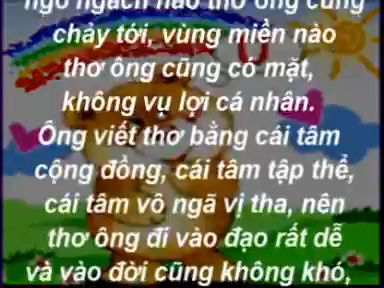 ngõ ngách nào thơ ông cũng
chảy tới, vùng miền nào
thơ ông cũng có mặt,
không vụ lợi cá nhân.
Ông viết thơ bằng cái tâm
cộng đồng, cái tâm tập thể,
cái tâm vô ngã vị tha, nên
thơ ông đi vào đạo rất dễ
và vào đời cũng không khó,